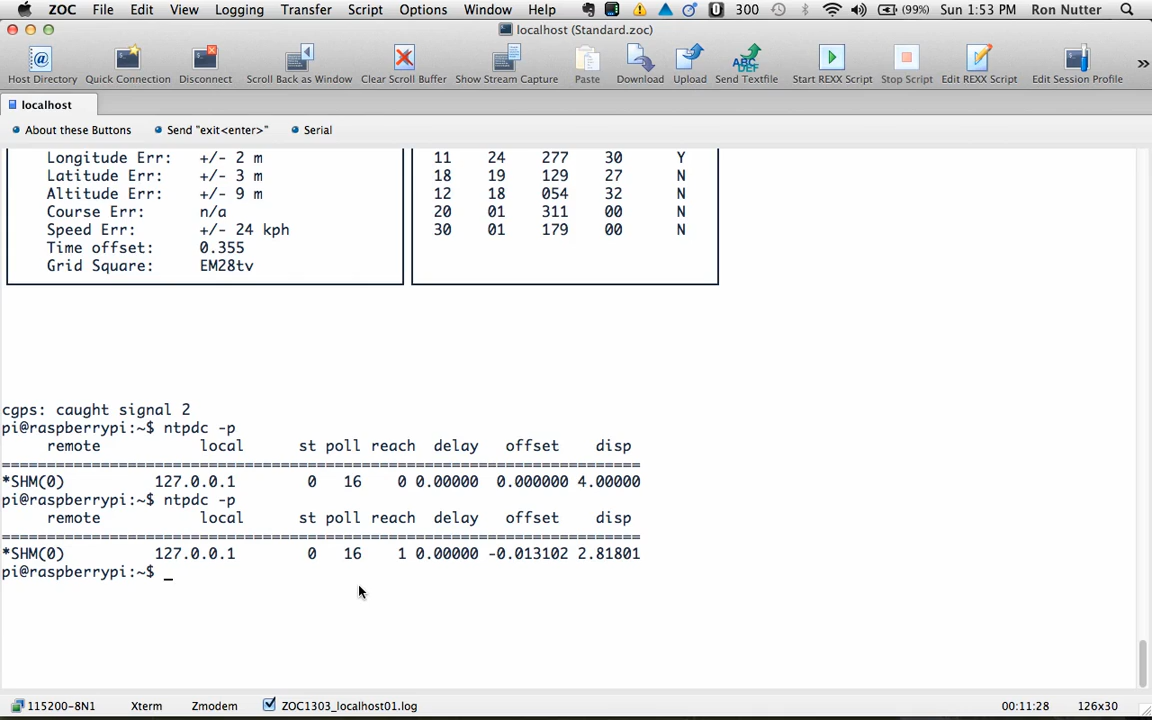 ZOC File Edit View Logging Transfer Script Options Window Help 300 (99%) Sun 1:53 PM Ron Nutter
localhost (Standard.zoc)
Host Directory Quick Connection Disconnect Scroll Back as Window Clear Scroll Buffer Show Stream Capture Paste Download Upload Send Textfile Start REXX Script Stop Script Edit REXX Script Edit Session Profile
localhost
About these Buttons Send "exit<enter>" Serial
Longitude Err: +/- 2 m 11 24 277 30 Y
Latitude Err: +/- 3 m 18 19 129 27 N
Altitude Err: +/- 9 m 12 18 054 32 N
Course Err: n/a 20 01 311 00 N
Speed Err: +/- 24 kph 30 01 179 00 N
Time offset: 0.355
Grid Square: EM28tv
cgps: caught signal 2
pi@raspberrypi:~$ ntpdc -p
remote local st poll reach delay offset disp
=======================================================================
*SHM(0) 127.0.0.1 0 16 0 0.00000 0.000000 4.00000
pi@raspberrypi:~$ ntpdc -p
remote local st poll reach delay offset disp
=======================================================================
*SHM(0) 127.0.0.1 0 16 1 0.00000 -0.013102 2.81801
pi@raspberrypi:~$ _
115200-8N1 Xterm Zmodem ZOC1303_localhost01.log 00:11:28 126x30